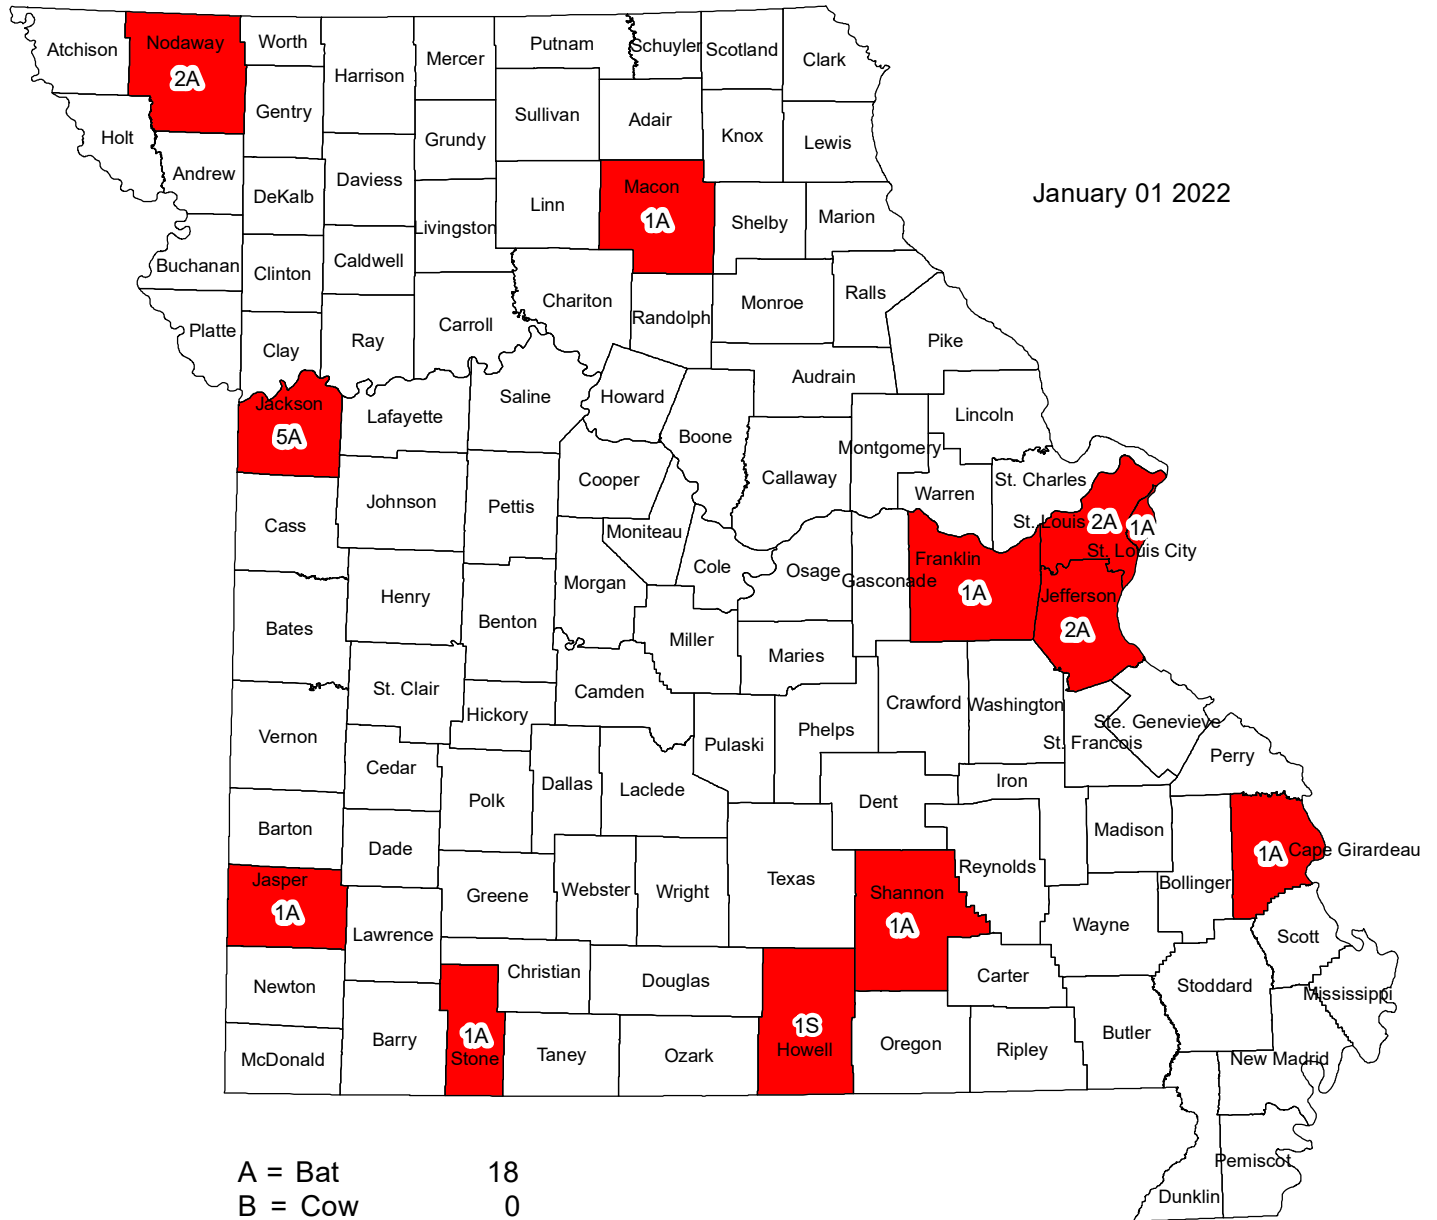 Atchison
Nodaway
2A
Worth
Harrison
Mercer
Putnam
Schuyler
Scotland
Clark
Holt
Gentry
Sullivan
Adair
Knox
Lewis
Grundy
Andrew
DeKalb
Daviess
Livingston
Linn
Macon
1A
Shelby
Marion
January 01 2022
Buchanan
Clinton
Caldwell
Chariton
Randolph
Monroe
Ralls
Platte
Clay
Ray
Carroll
Pike
Audrain
Jackson
5A
Lafayette
Saline
Howard
Boone
Callaway
Montgomery
Lincoln
Warren
St. Charles
Cass
Johnson
Pettis
Cooper
Moniteau
Cole
Osage
Gasconade
Franklin
1A
St. Louis
2A
1A
St. Louis City
Jefferson
2A
Bates
Henry
Benton
Morgan
Miller
Maries
Camden
St. Clair
Hickory
Vernon
Cedar
Polk
Dallas
Laclede
Pulaski
Phelps
Crawford
Washington
St. Francois
Ste. Genevieve
Perry
Dent
Iron
Reynolds
Madison
Bollinger
1A
Cape Girardeau
Barton
Dade
Greene
Webster
Wright
Texas
Shannon
1A
Wayne
Scott
Jasper
1A
Lawrence
Christian
Douglas
Carter
Stoddard
Mississippi
Newton
Barry
1A
Stone
Taney
Ozark
1S
Howell
Oregon
Ripley
Butler
New Madrid
McDonald
Pemiscot
Dunklin
A = Bat 18
B = Cow 0